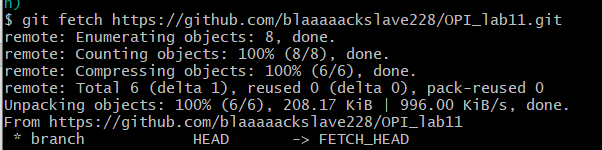 h)
$ git fetch https://github.com/blaaaaackslave228/OPI_lab11.git
remote: Enumerating objects: 8, done.
remote: Counting objects: 100% (8/8), done.
remote: Compressing objects: 100% (6/6), done.
remote: Total 6 (delta 1), reused 0 (delta 0), pack-reused 0
Unpacking objects: 100% (6/6), 208.17 KiB | 996.00 KiB/s, done.
From https://github.com/blaaaaackslave228/OPI_lab11
 * branch            HEAD       -> FETCH_HEAD